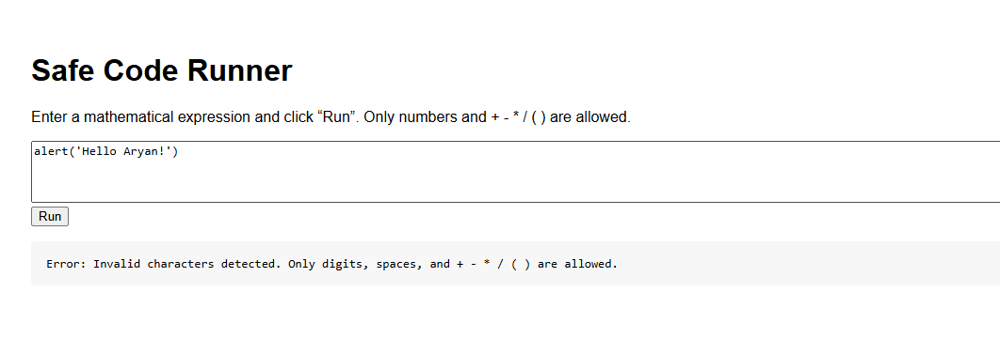 Safe Code Runner
Enter a mathematical expression and click “Run”. Only numbers and + - * / ( ) are allowed.
alert('Hello Aryan!')
Run
Error: Invalid characters detected. Only digits, spaces, and + - * / ( ) are allowed.